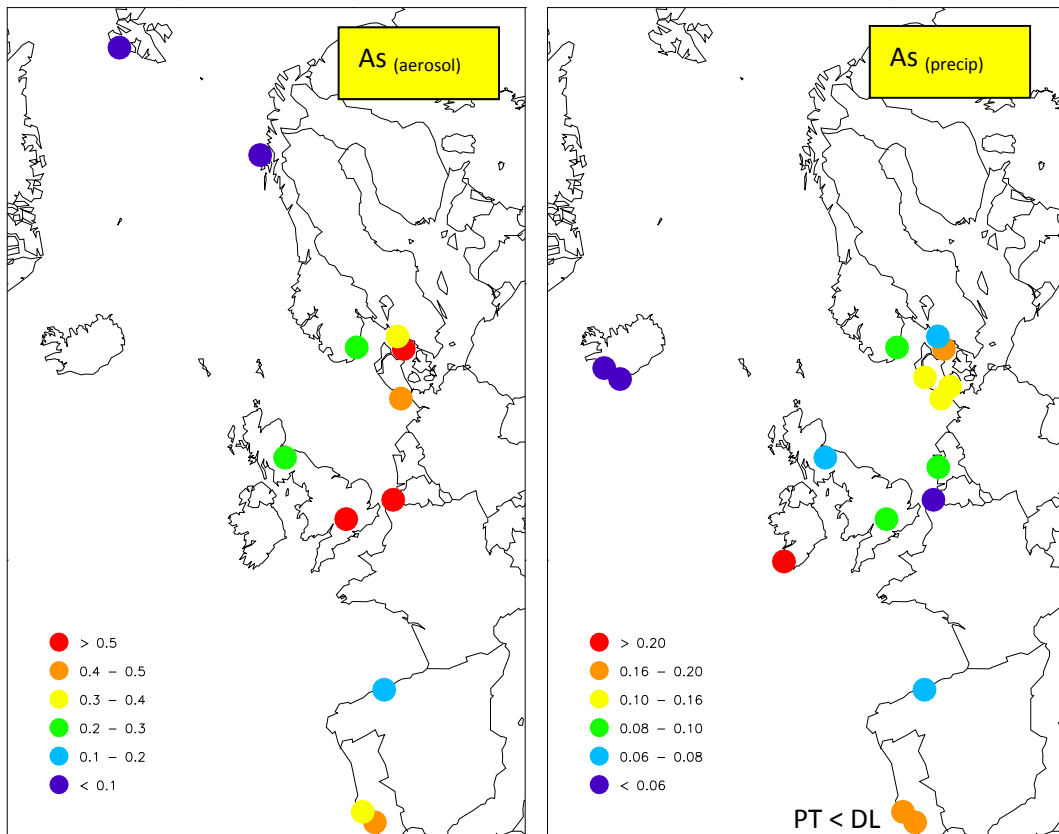 As (aerosol)
> 0.5
0.4 – 0.5
0.3 – 0.4
0.2 – 0.3
0.1 – 0.2
< 0.1
As (precip)
> 0.20
0.16 – 0.20
0.10 – 0.16
0.08 – 0.10
0.06 – 0.08
< 0.06
PT < DL